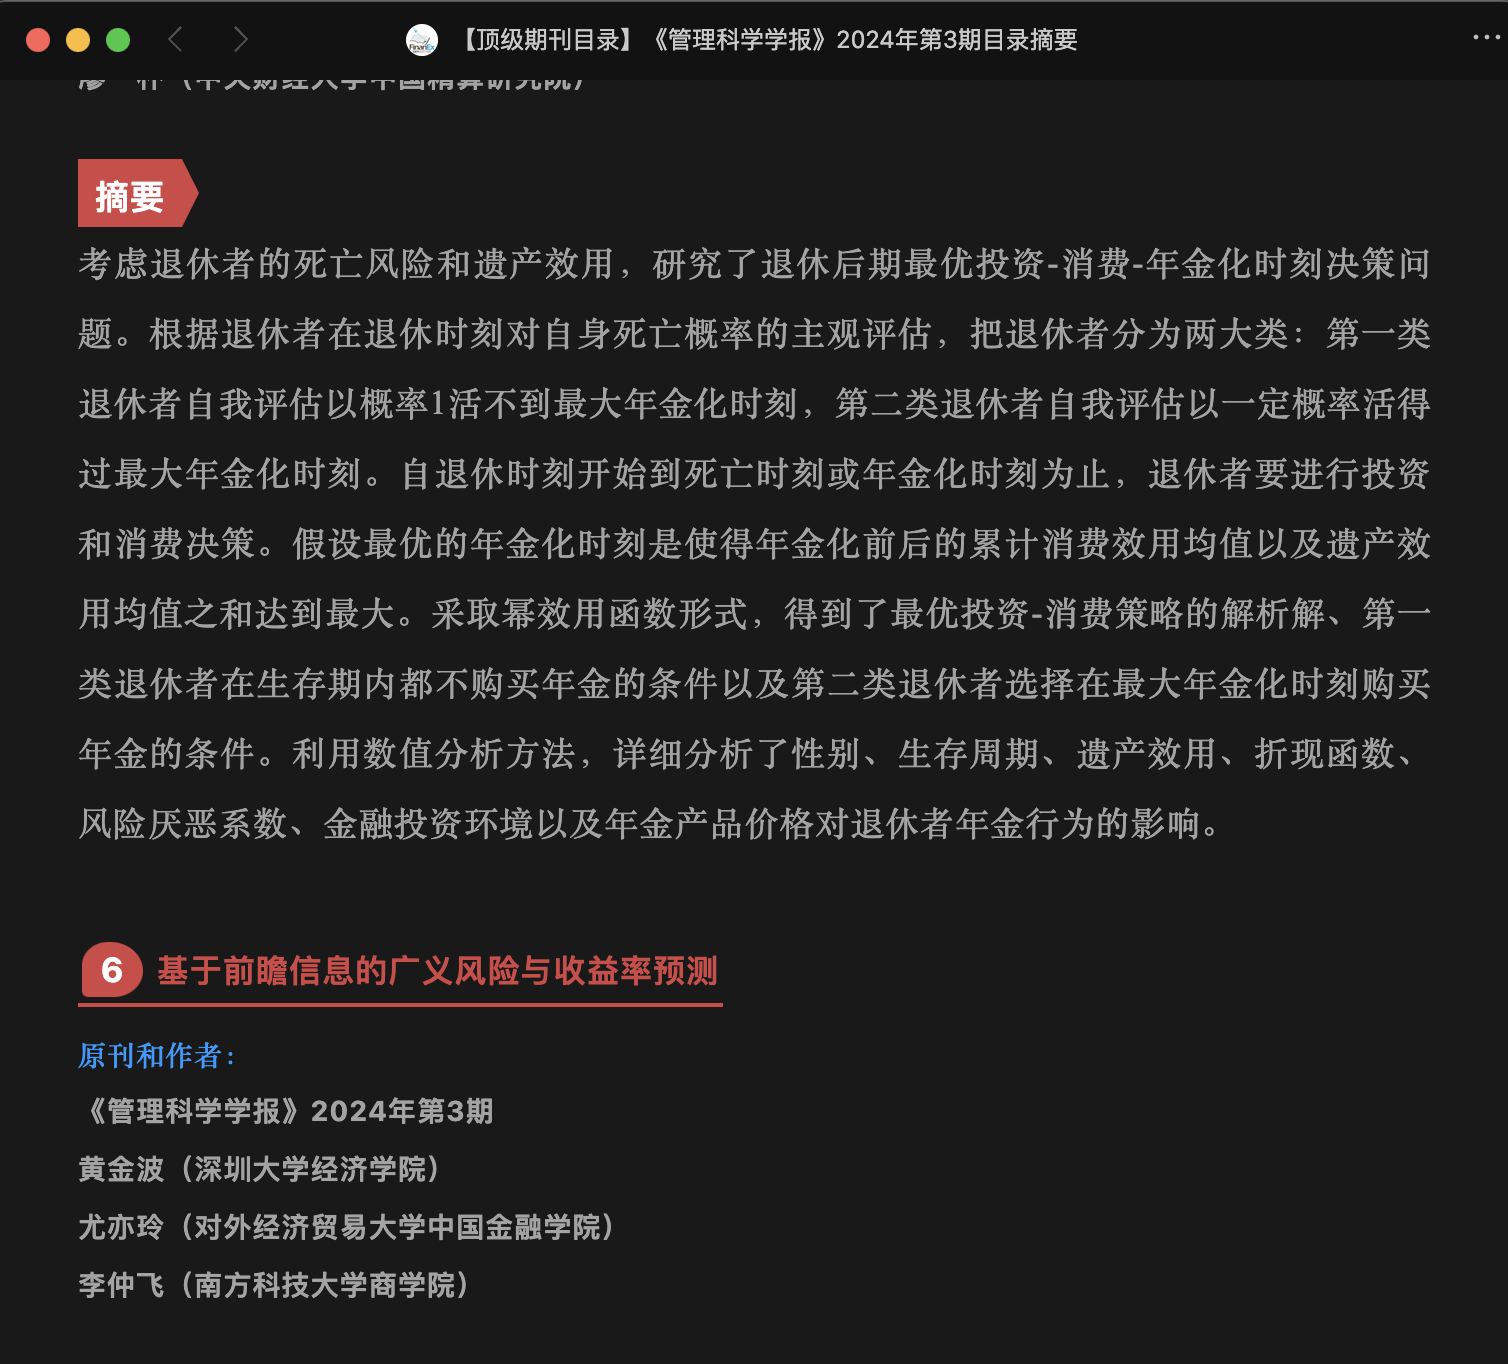 【顶级期刊目录】《管理科学学报》2024年第3期目录摘要
摘要
考虑退休者的死亡风险和遗产效用，研究了退休后期最优投资-消费-年金化时刻决策问
题。根据退休者在退休时刻对自身死亡概率的主观评估，把退休者分为两大类：第一类
退休者自我评估以概率1活不到最大年金化时刻，第二类退休者自我评估以一定概率活得
过最大年金化时刻。自退休时刻开始到死亡时刻或年金化时刻为止，退休者要进行投资
和消费决策。假设最优的年金化时刻是使得年金化前后的累计消费效用均值以及遗产效
用均值之和达到最大。采取幂效用函数形式，得到了最优投资-消费策略的解析解、第一
类退休者在生存期内都不购买年金的条件以及第二类退休者选择在最大年金化时刻购买
年金的条件。利用数值分析方法，详细分析了性别、生存周期、遗产效用、折现函数、
风险厌恶系数、金融投资环境以及年金产品价格对退休者年金行为的影响。
6 基于前瞻信息的广义风险与收益率预测
原刊和作者：
《管理科学学报》2024年第3期
黄金波（深圳大学经济学院）
尤亦玲（对外经济贸易大学中国金融学院）
李仲飞（南方科技大学商学院）